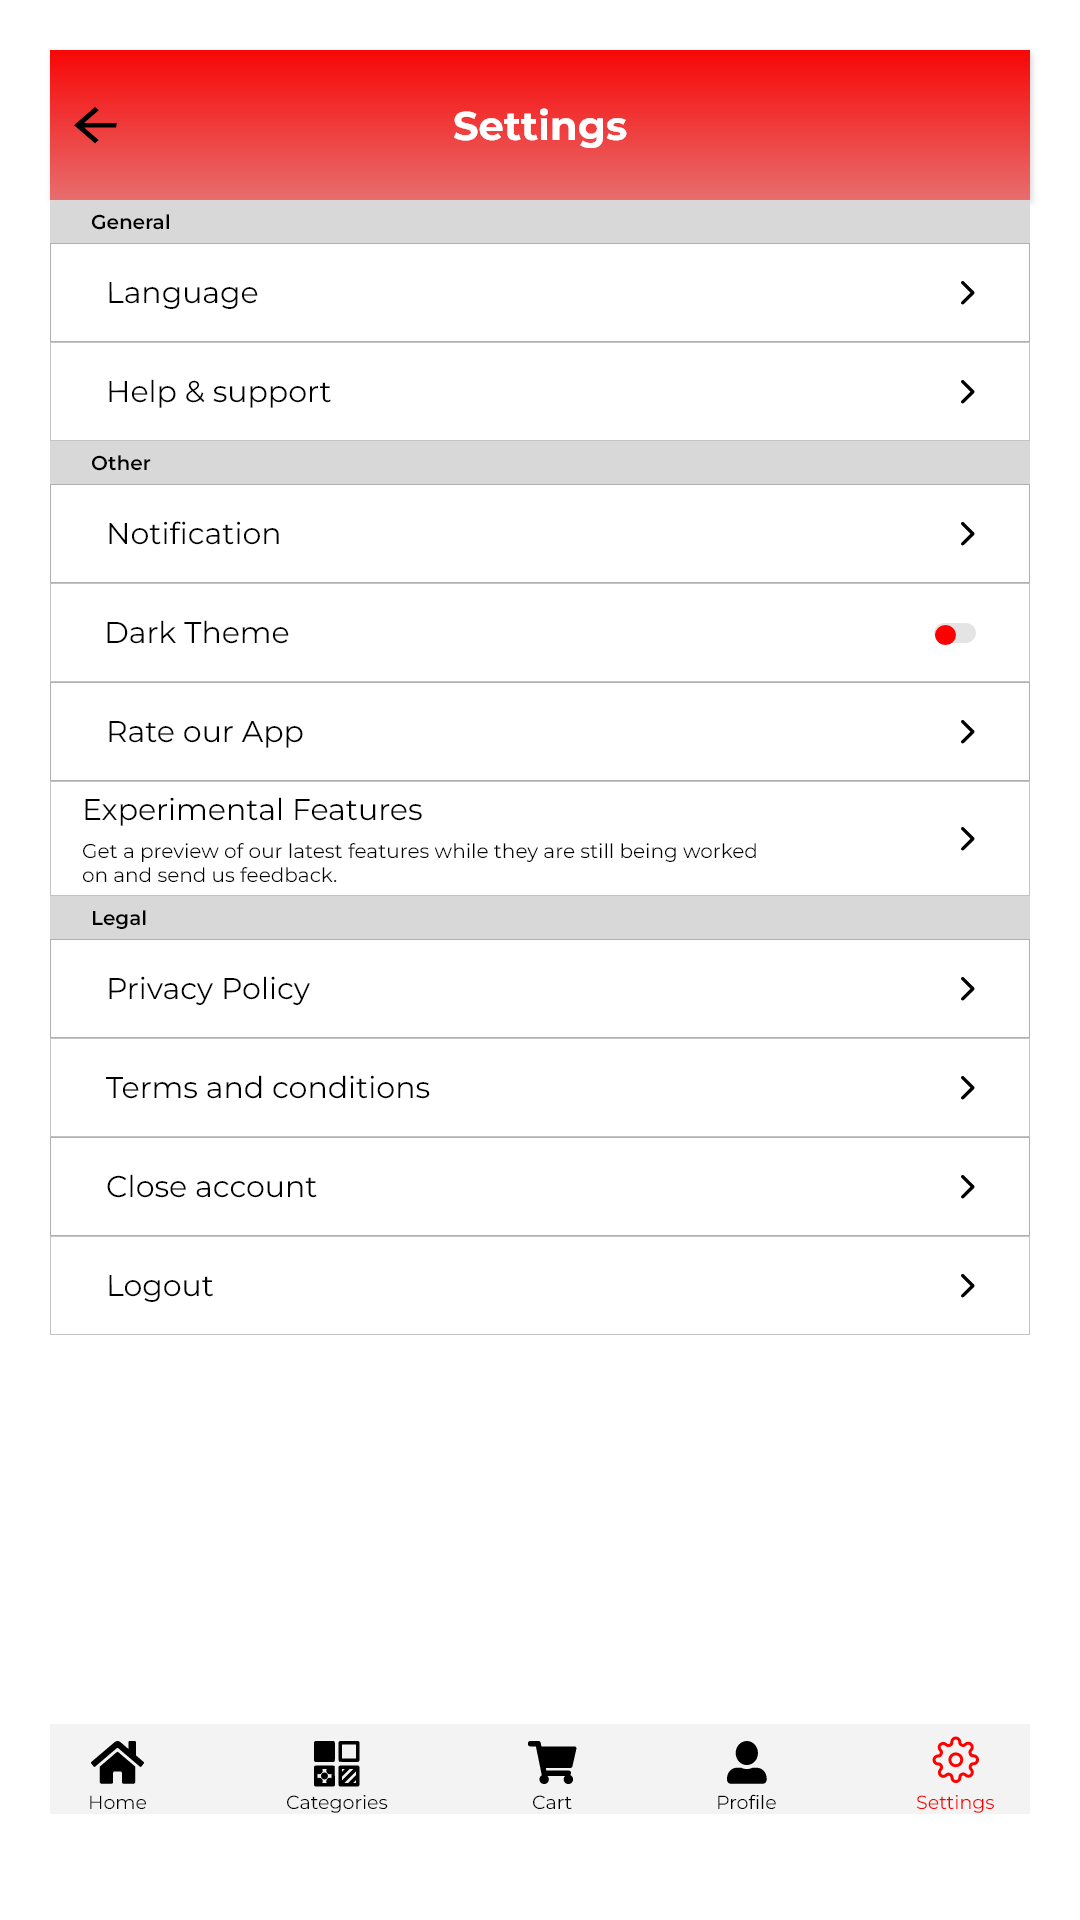 Settings
General
Language
Help & support
Other
Notification
Dark Theme
Rate our App
Experimental Features
Get a preview of our latest features while they are still being worked
on and send us feedback.
Legal
Privacy Policy
Terms and conditions
Close account
Logout
Home
Categories
Cart
Profile
Settings